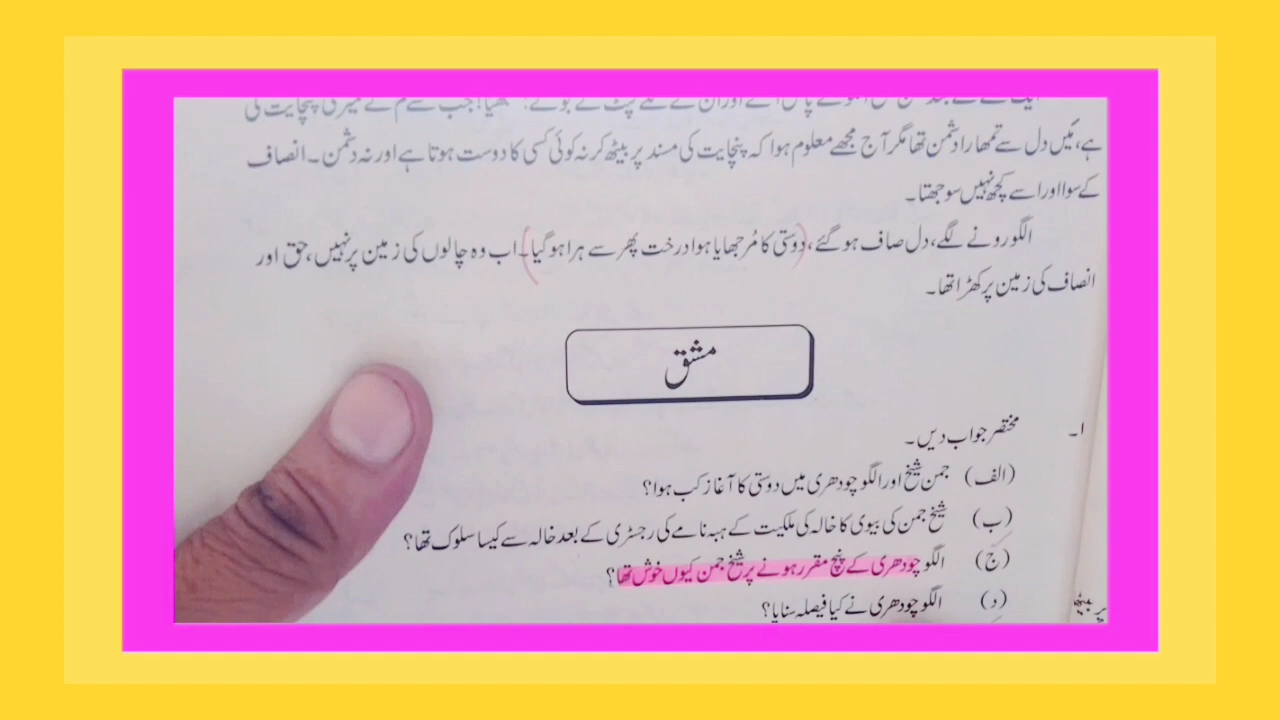 ہے، میں دل سے تمھارا دشمن تھا مگر آج مجھے معلوم ہوا کہ پنچایت کی مسند پر بیٹھ کر نہ کوئی کسی کا دوست ہوتا ہے اور نہ دشمن۔ انصاف
کے سوا اور اسے کچھ نہیں سوجھتا۔
الگو رونے لگے، دل صاف ہو گئے، (دوستی کا مُرجھایا ہوا درخت پھر سے ہرا ہو گیا)۔ اب وہ چالوں کی زمین پر نہیں، حق اور
انصاف کی زمین پر کھڑا تھا۔
مشق
۱۔ مختصر جواب دیں۔
(الف) جمن شیخ اور الگو چودھری میں دوستی کا آغاز کب ہوا؟
(ب) شیخ جمن کی بیوی کا خالہ کی ملکیت کے ہبہ نامے کی رجسٹری کے بعد خالہ سے کیسا سلوک تھا؟
(ج) الگو چودھری کے پنچ مقرر ہونے پر شیخ جمن کیوں خوش تھا؟
(د) الگو چودھری نے کیا فیصلہ سنایا؟